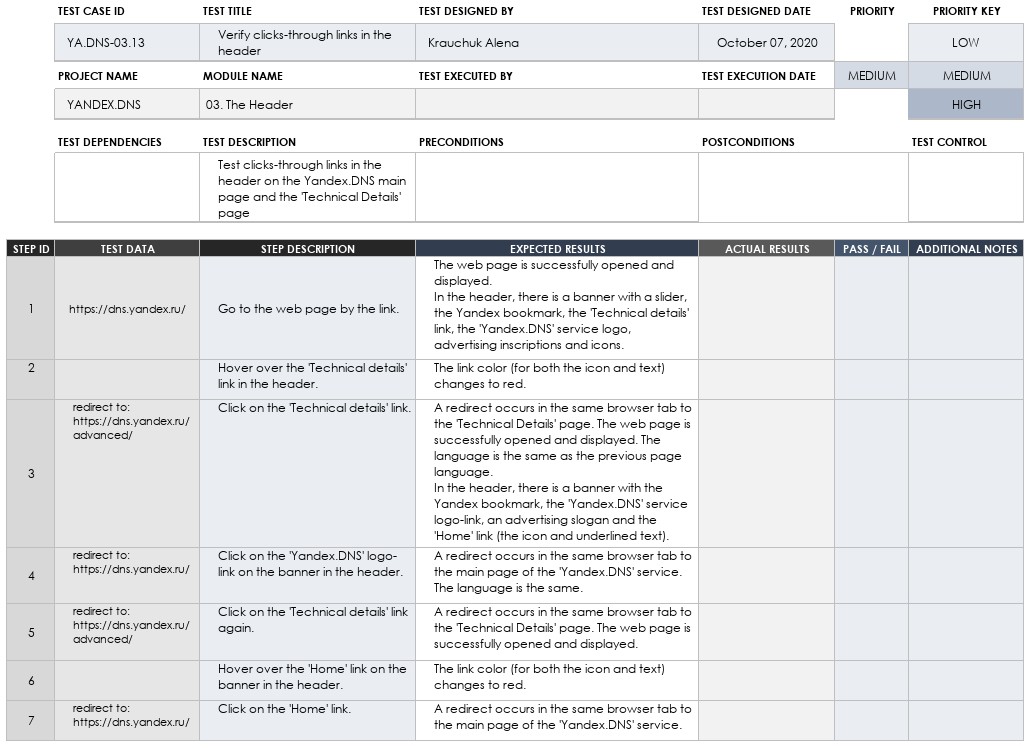 TEST CASE ID TEST TITLE TEST DESIGNED BY TEST DESIGNED DATE PRIORITY PRIORITY KEY
YA.DNS-03.13 Verify clicks-through links in the header Krauchuk Alena October 07, 2020 LOW
PROJECT NAME MODULE NAME TEST EXECUTED BY TEST EXECUTION DATE MEDIUM MEDIUM
YANDEX.DNS 03. The Header HIGH
TEST DEPENDENCIES TEST DESCRIPTION PRECONDITIONS POSTCONDITIONS TEST CONTROL
Test clicks-through links in the
header on the Yandex.DNS main
page and the 'Technical Details'
page
STEP ID TEST DATA STEP DESCRIPTION EXPECTED RESULTS ACTUAL RESULTS PASS / FAIL ADDITIONAL NOTES
1
https://dns.yandex.ru/
Go to the web page by the link.
The web page is successfully opened and
displayed.
In the header, there is a banner with a slider,
the Yandex bookmark, the 'Technical details'
link, the 'Yandex.DNS' service logo,
advertising inscriptions and icons.
2
Hover over the 'Technical details'
link in the header.
The link color (for both the icon and text)
changes to red.
3
redirect to:
https://dns.yandex.ru/
advanced/
Click on the 'Technical details' link.
A redirect occurs in the same browser tab to
the 'Technical Details' page. The web page is
successfully opened and displayed. The
language is the same as the previous page
language.
In the header, there is a banner with the
Yandex bookmark, the 'Yandex.DNS' service
logo-link, an advertising slogan and the
'Home' link (the icon and underlined text).
4
redirect to:
https://dns.yandex.ru/
Click on the 'Yandex.DNS' logo-
link on the banner in the header.
A redirect occurs in the same browser tab to
the main page of the 'Yandex.DNS' service.
The language is the same.
5
redirect to:
https://dns.yandex.ru/
advanced/
Click on the 'Technical details' link
again.
A redirect occurs in the same browser tab to
the 'Technical Details' page. The web page is
successfully opened and displayed.
6
Hover over the 'Home' link on the
banner in the header.
The link color (for both the icon and text)
changes to red.
7
redirect to:
https://dns.yandex.ru/
Click on the 'Home' link.
A redirect occurs in the same browser tab to
the main page of the 'Yandex.DNS' service.